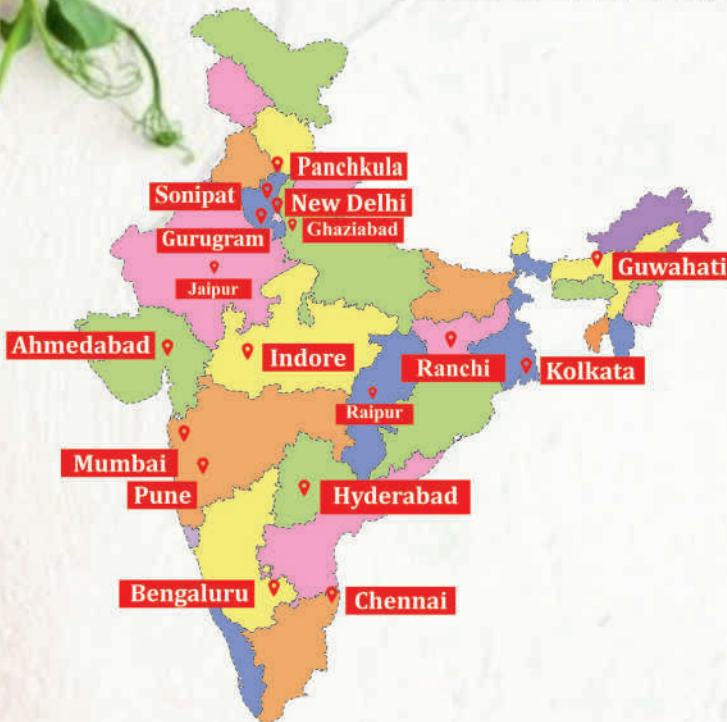 Panchkula
Sonipat
New Delhi
Gurugram
Ghaziabad
Guwahati
Jaipur
Ahmedabad
Indore
Ranchi
Kolkata
Raipur
Mumbai
Pune
Hyderabad
Bengaluru
Chennai